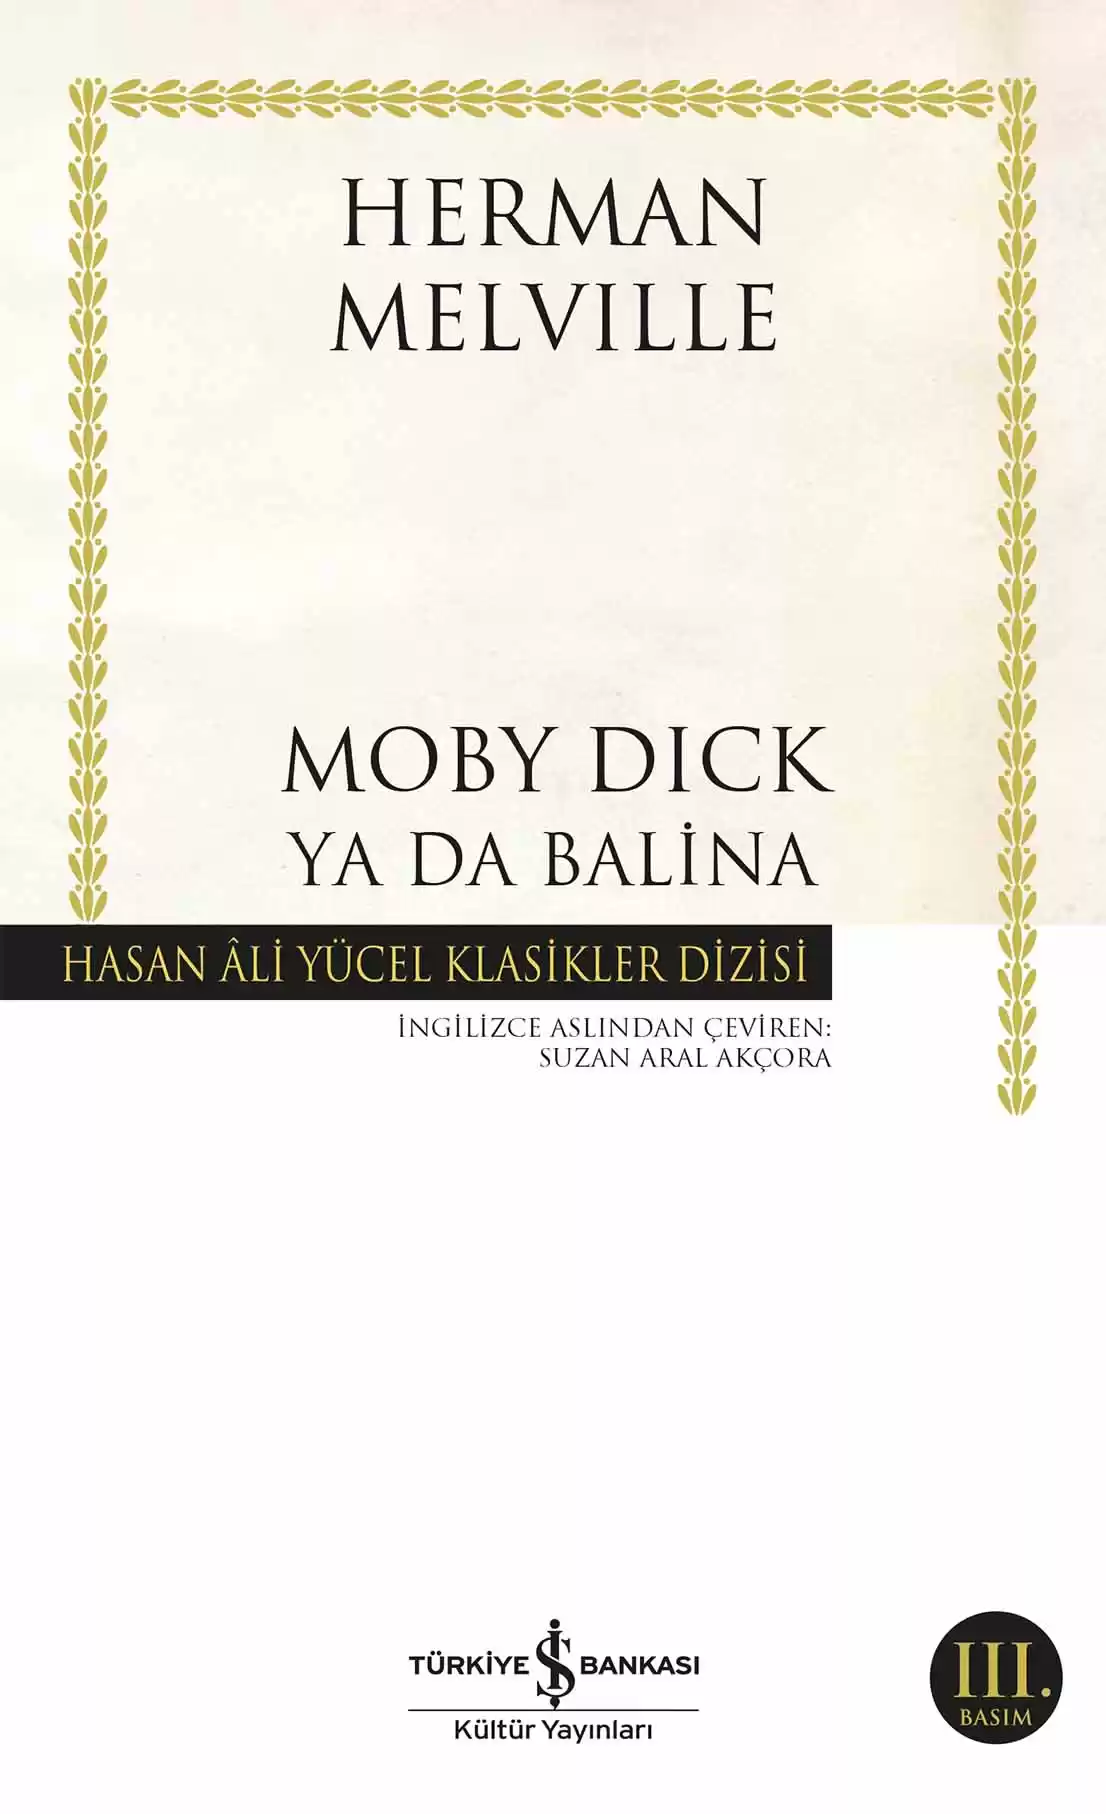 HERMAN
MELVILLE
MOBY DICK
YA DA BALİNA
HASAN ÂLİ YÜCEL KLASİKLER DİZİSİ
İNGİLİZCE ASLINDAN ÇEVİREN:
SUZAN ARAL AKÇORA
TÜRKİYE İŞ BANKASI
Kültür Yayınları
III.
BASIM